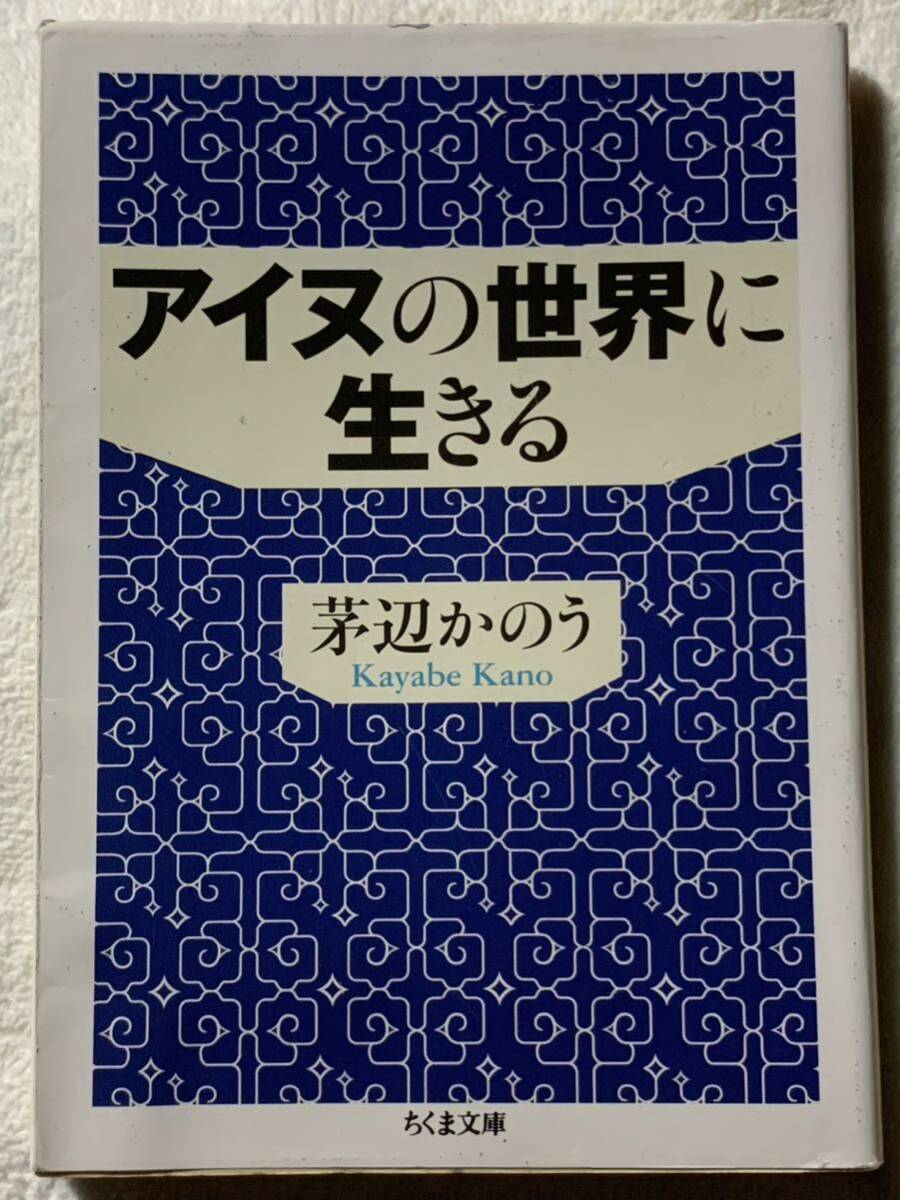 アイヌの世界に
生きる
茅辺かのう
Kayabe Kano
ちくま文庫